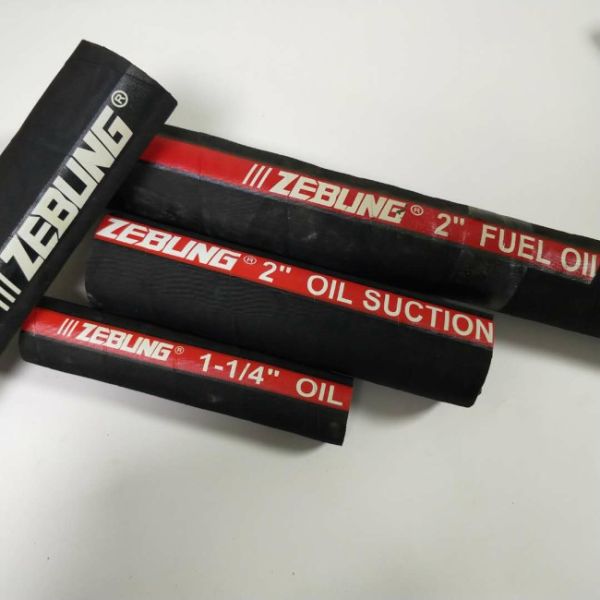 ZEBUNG®
ZEBUNG® 2" FUEL OIl
ZEBUNG® 2" OIL SUCTION
ZEBUNG® 1-1/4" OIL